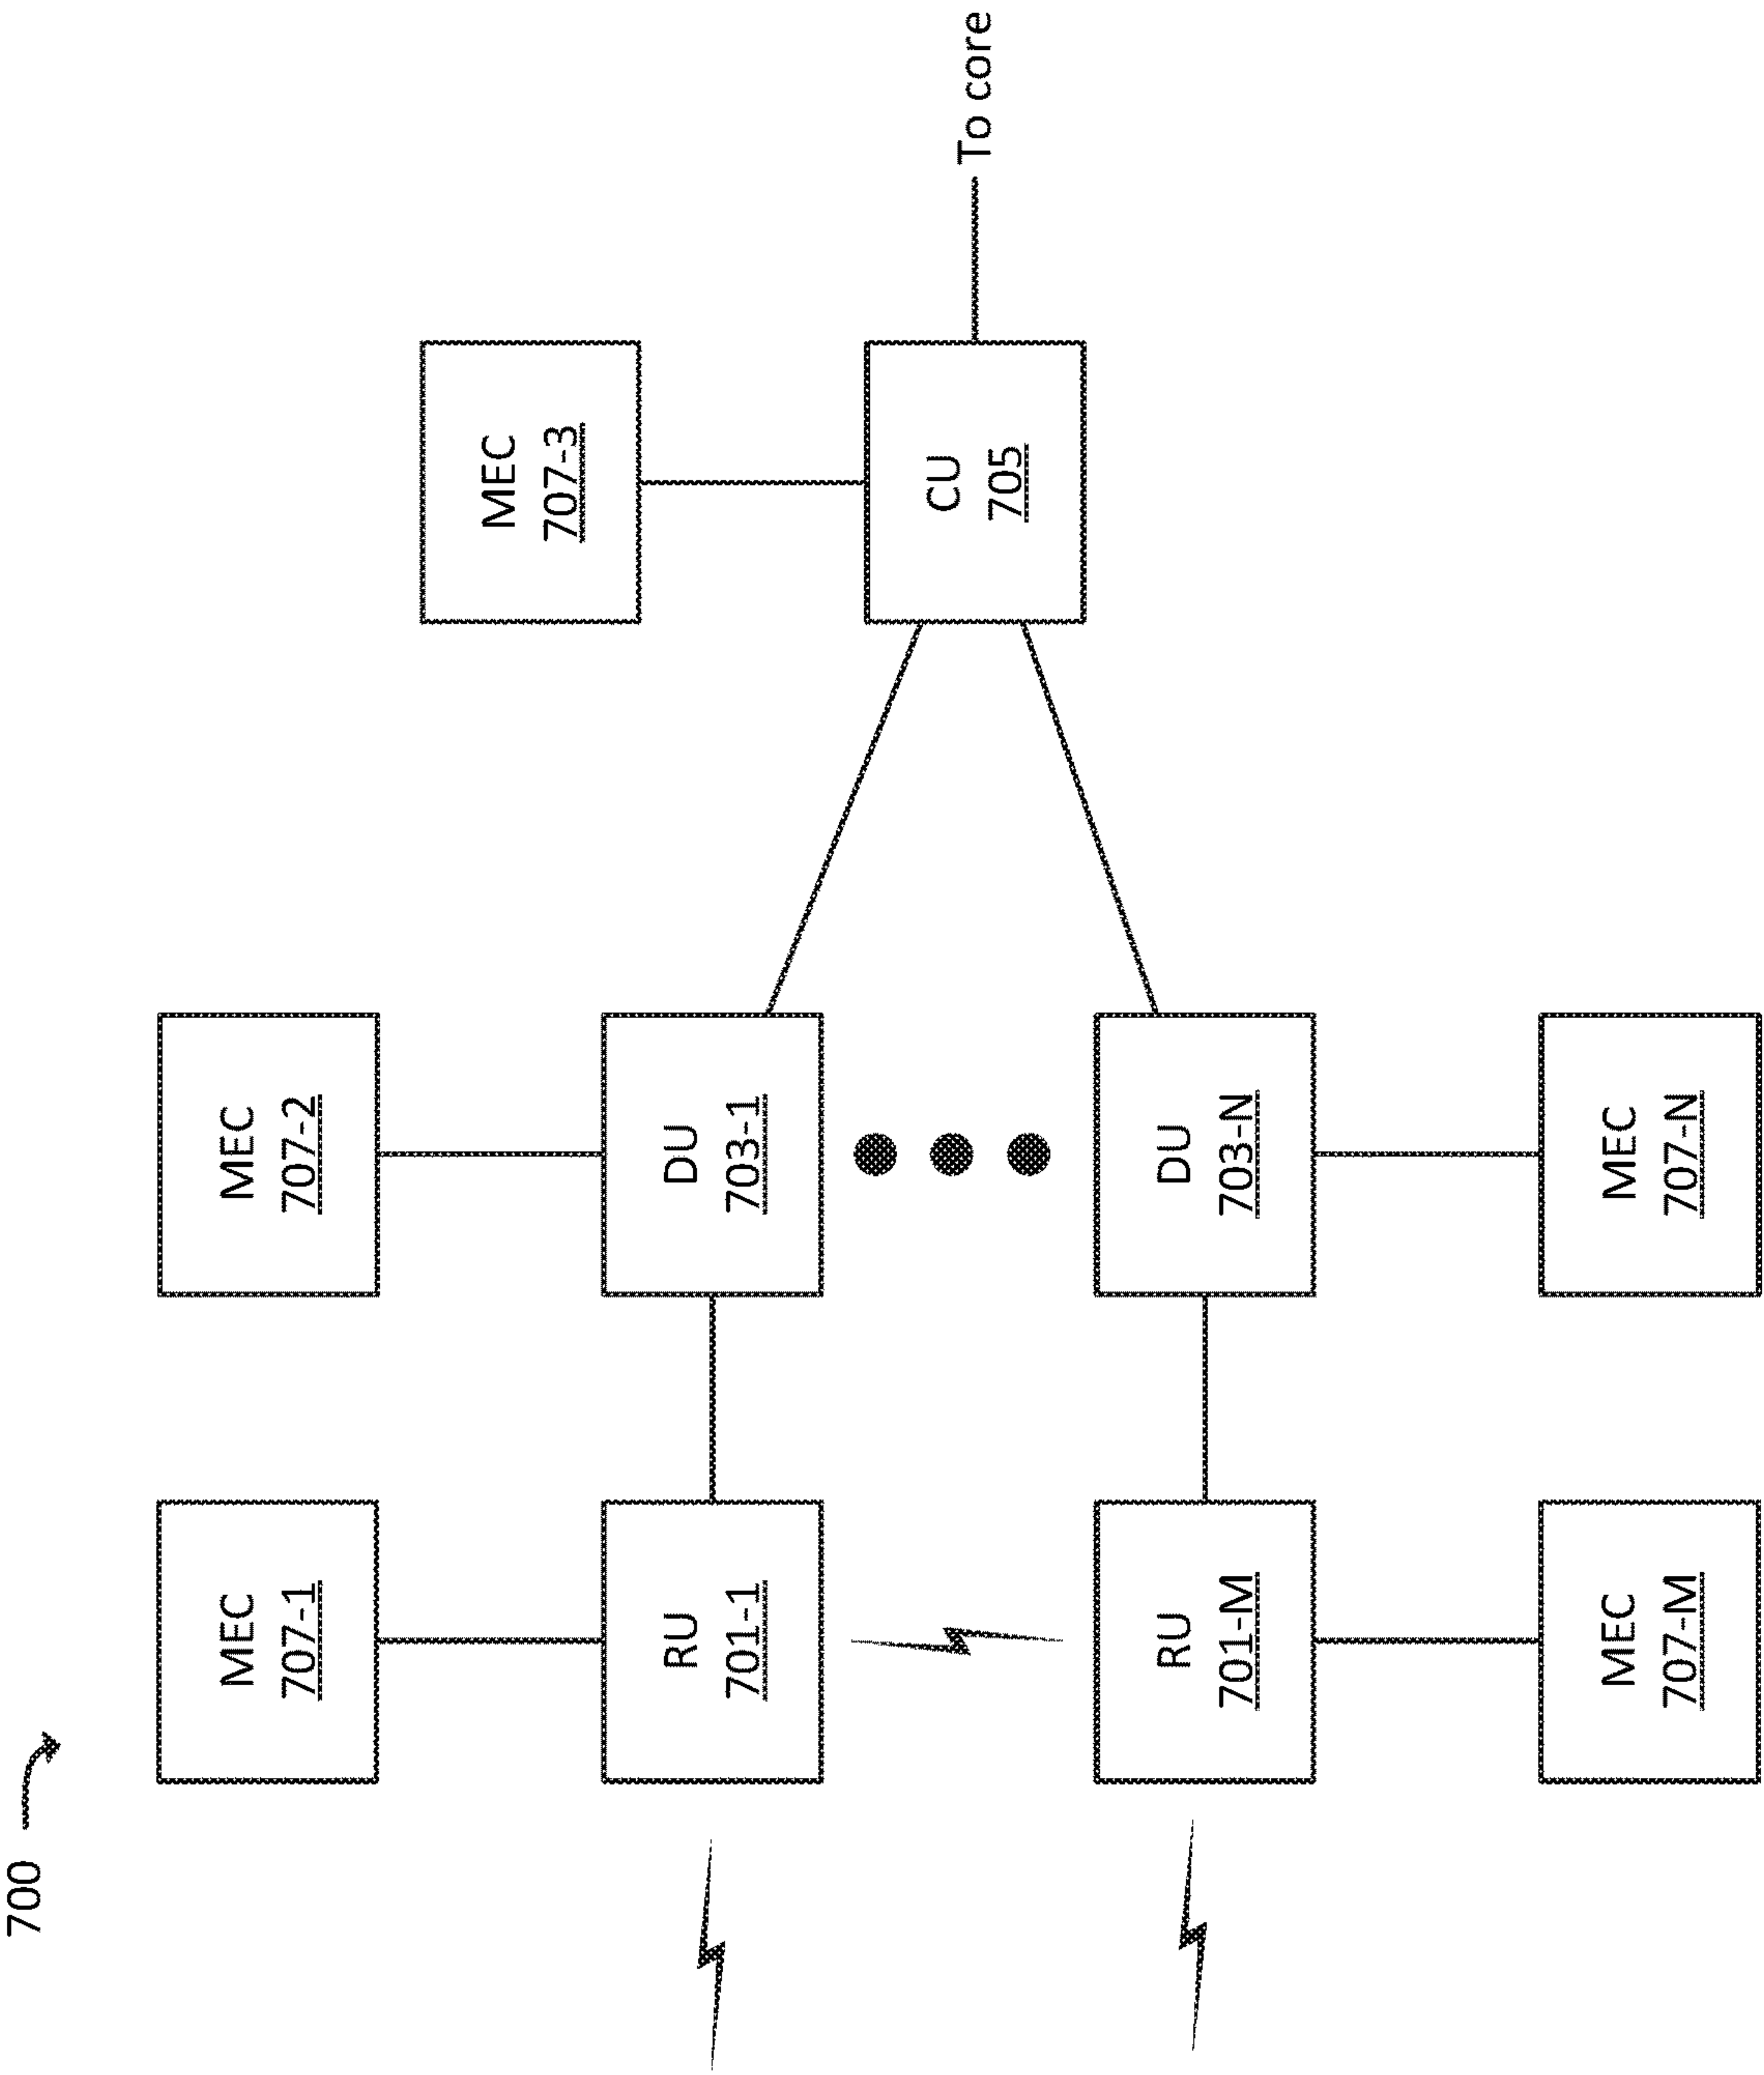 700
MEC
707-1
MEC
707-2
MEC
707-3
RU
701-1
DU
703-1
CU
705
To core
RU
701-M
DU
703-N
MEC
707-M
MEC
707-N